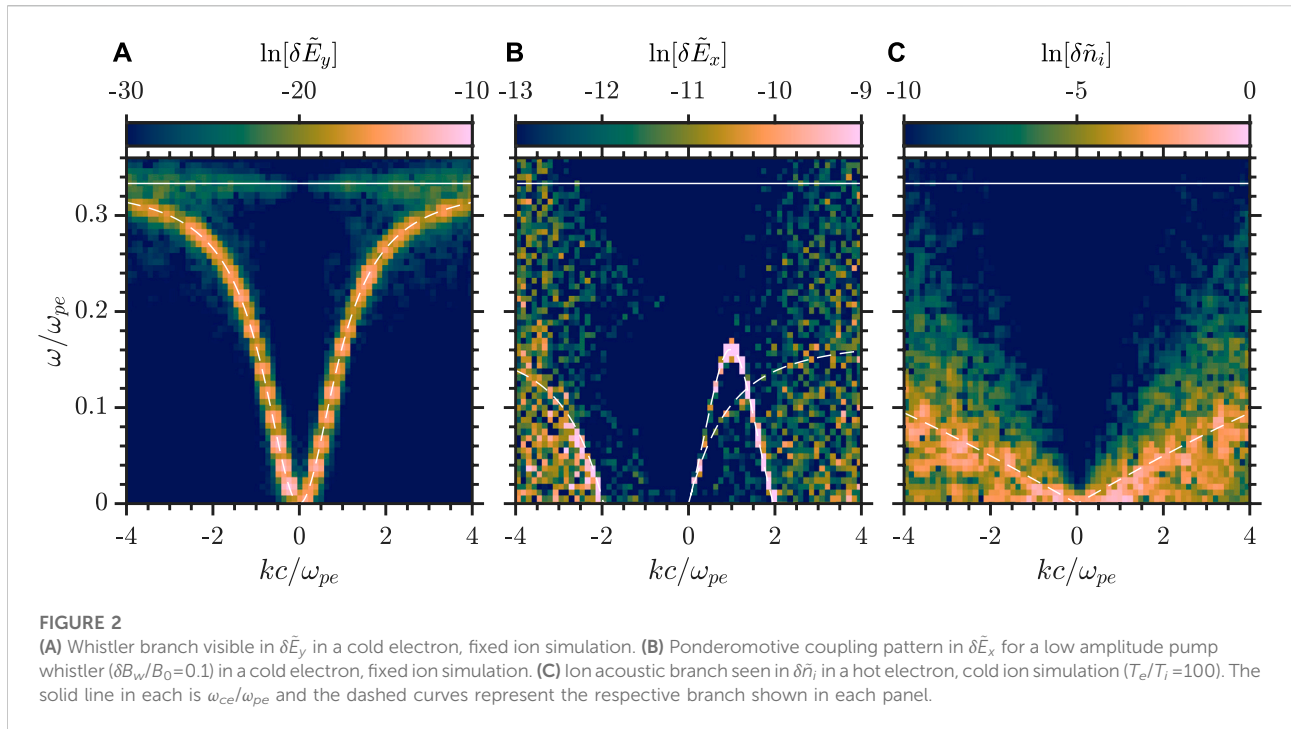 A
ln[δẼ_y]
-30 -20 -10
B
ln[δẼ_x]
-13 -12 -11 -10 -9
C
ln[δñ_i]
-10 -5 0
ω/ω_pe
0.3
0.2
0.1
0
-4 -2 0 2 4
kc/ω_pe
-4 -2 0 2 4
kc/ω_pe
-4 -2 0 2 4
kc/ω_pe
FIGURE 2
(A) Whistler branch visible in δẼ_y in a cold electron, fixed ion simulation. (B) Ponderomotive coupling pattern in δẼ_x for a low amplitude pump
whistler (δB_w/B_0=0.1) in a cold electron, fixed ion simulation. (C) Ion acoustic branch seen in δñ_i in a hot electron, cold ion simulation (T_e/T_i =100). The
solid line in each is ω_ce/ω_pe and the dashed curves represent the respective branch shown in each panel.